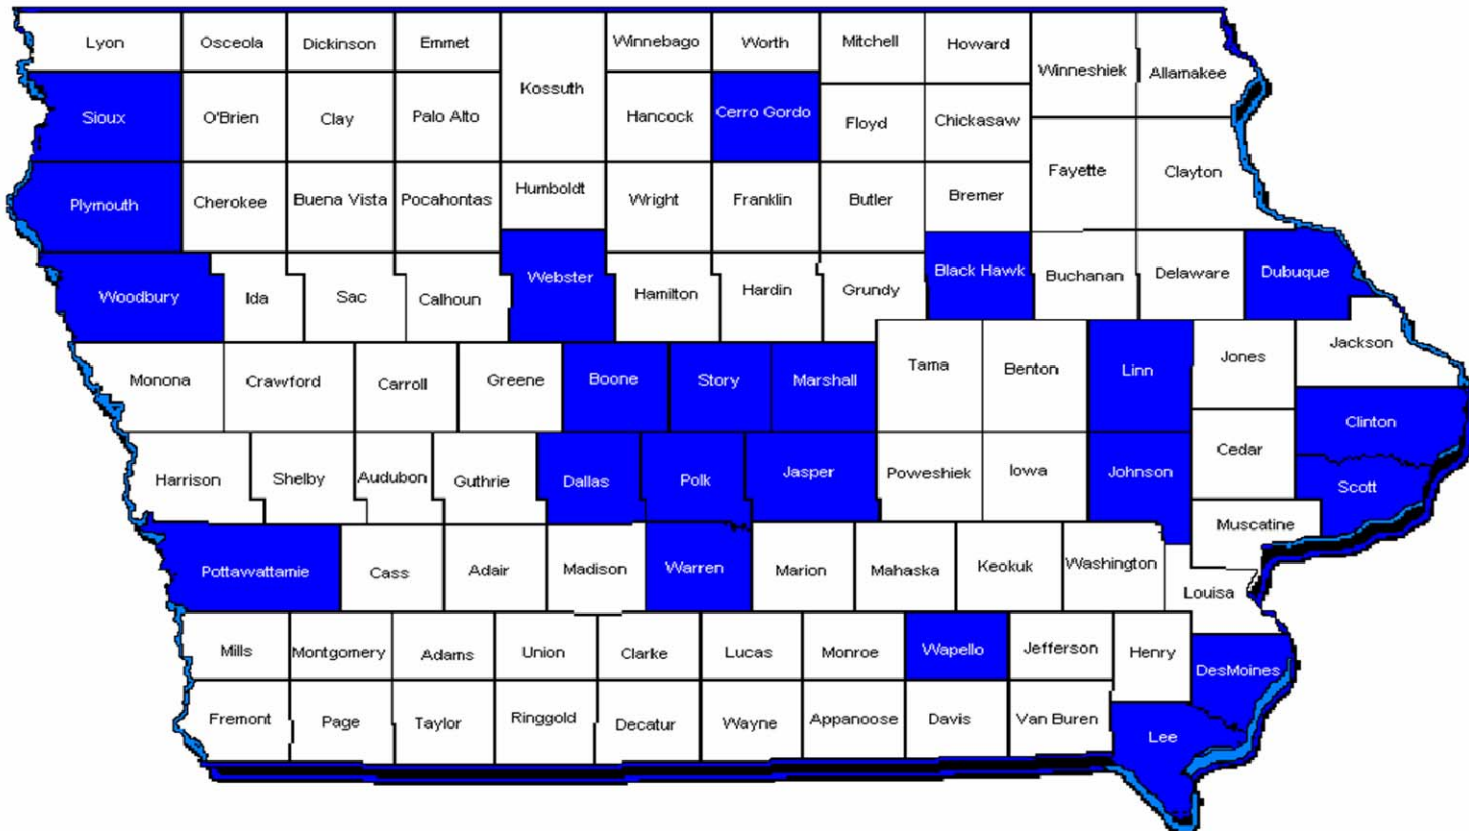 Lyon
Osceola
Dickinson
Emmet
Kossuth
Winnebago
Worth
Mitchell
Howard
Winneshiek
Allamakee
Sioux
O'Brien
Clay
Palo Alto
Hancock
Cerro Gordo
Floyd
Chickasaw
Plymouth
Cherokee
Buena Vista
Pocahontas
Humboldt
Wright
Franklin
Butler
Bremer
Fayette
Clayton
Woodbury
Ida
Sac
Calhoun
Webster
Hamilton
Hardin
Grundy
Black Hawk
Buchanan
Delaware
Dubuque
Monona
Crawford
Carroll
Greene
Boone
Story
Marshall
Tama
Benton
Linn
Jones
Jackson
Clinton
Harrison
Shelby
Audubon
Guthrie
Dallas
Polk
Jasper
Poweshiek
Iowa
Johnson
Cedar
Scott
Muscatine
Pottawattamie
Cass
Adair
Madison
Warren
Marion
Mahaska
Keokuk
Washington
Louisa
Mills
Montgomery
Adams
Union
Clarke
Lucas
Monroe
Wapello
Jefferson
Henry
DesMoines
Fremont
Page
Taylor
Ringgold
Decatur
Wayne
Appanoose
Davis
Van Buren
Lee